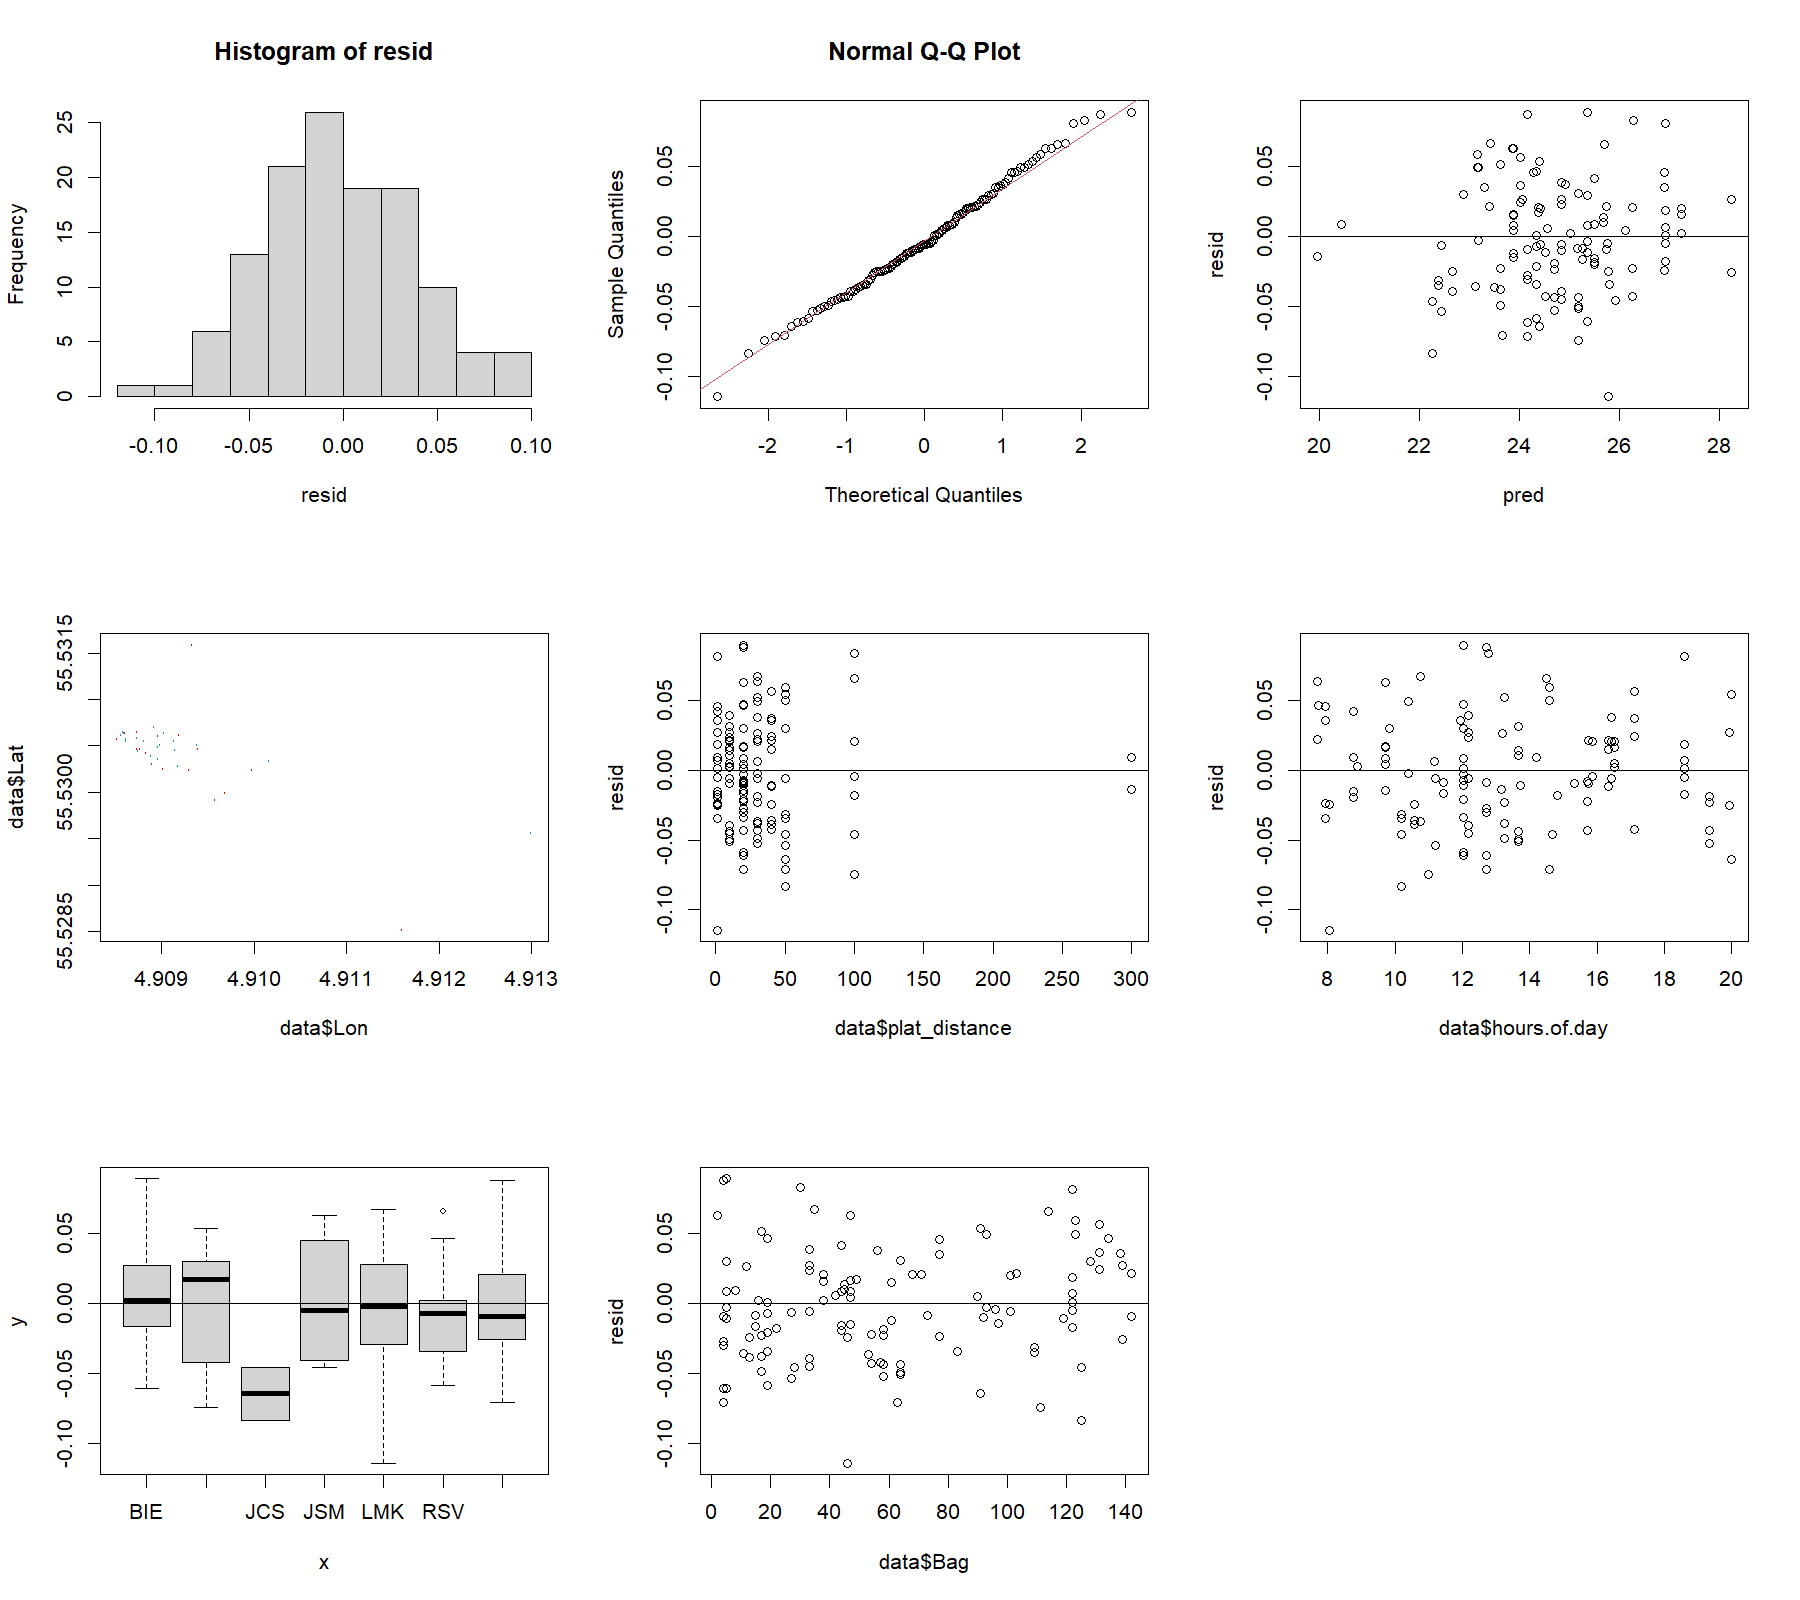 Histogram of resid
Frequency
0 5 10 15 20 25
-0.10 -0.05 0.00 0.05 0.10
resid
Normal Q-Q Plot
Sample Quantiles
-0.10 -0.05 0.00 0.05
-2 -1 0 1 2
Theoretical Quantiles
resid
-0.10 -0.05 0.00 0.05
20 22 24 26 28
pred
data$Lat
55.5285 55.5300 55.5315
4.909 4.910 4.911 4.912 4.913
data$Lon
resid
-0.10 -0.05 0.00 0.05
0 50 100 150 200 250 300
data$plat_distance
resid
-0.10 -0.05 0.00 0.05
8 10 12 14 16 18 20
data$hours.of.day
y
-0.10 -0.05 0.00 0.05
BIE JCS JSM LMK RSV
x
resid
-0.10 -0.05 0.00 0.05
0 20 40 60 80 100 120 140
data$Bag